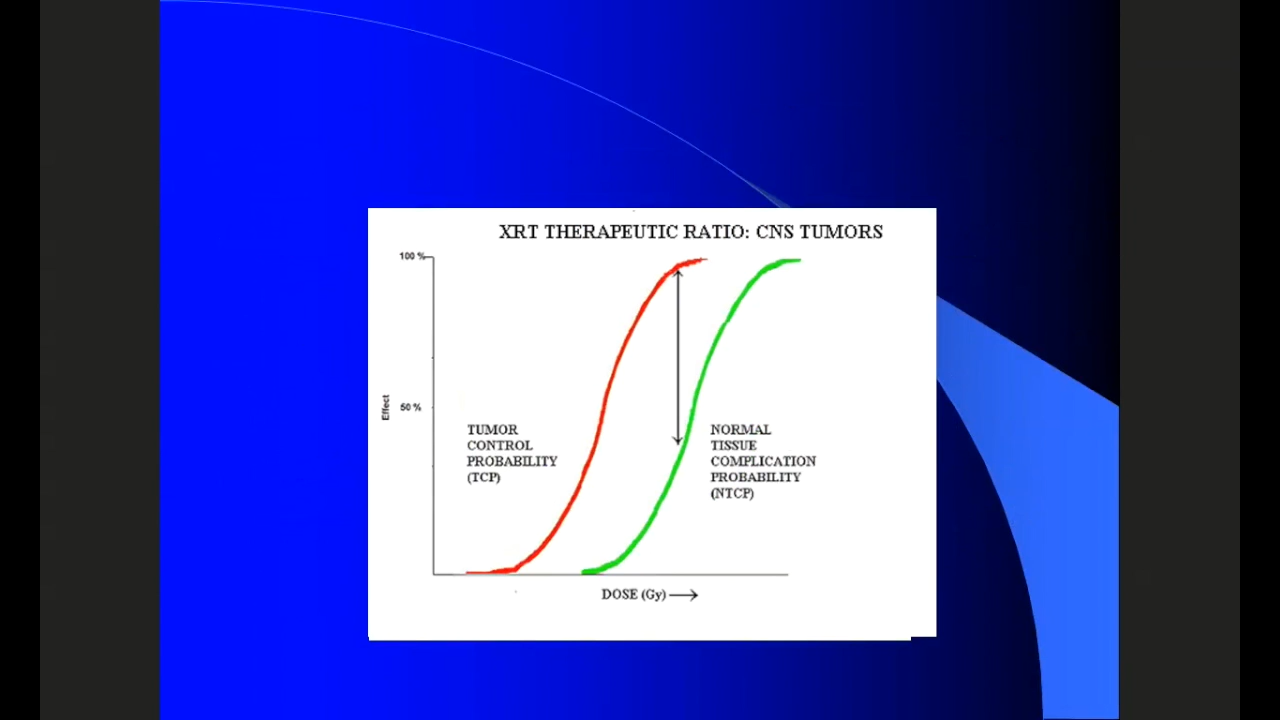 XRT THERAPEUTIC RATIO: CNS TUMORS
100 %
Effect
50 %
TUMOR
CONTROL
PROBABILITY
(TCP)
NORMAL
TISSUE
COMPLICATION
PROBABILITY
(NTCP)
DOSE (Gy)